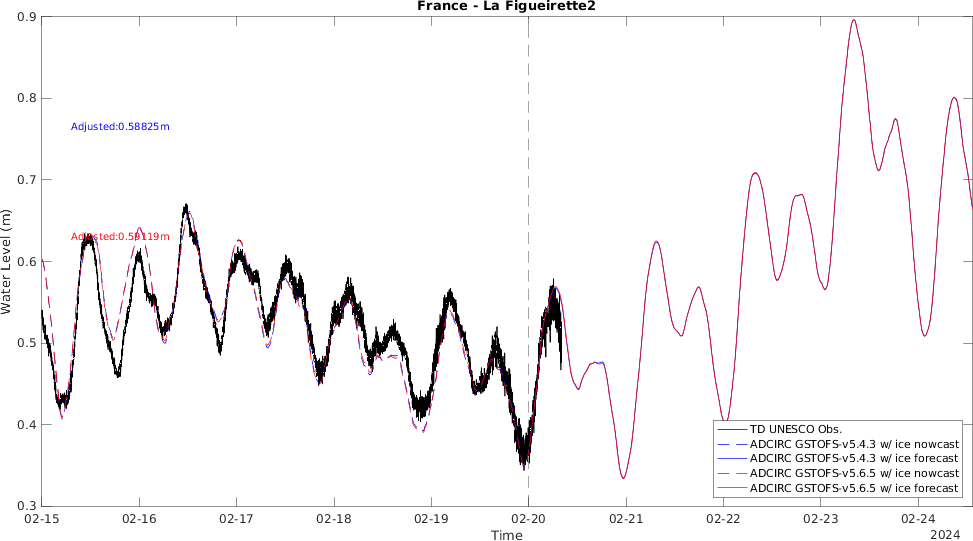 France - La Figueirette2
0.9
0.8
0.7
0.6
0.5
0.4
0.3
Water Level (m)
Adjusted:0.58825m
Adjusted:0.59119m
TD UNESCO Obs.
ADCIRC GSTOFS-v5.4.3 w/ ice nowcast
ADCIRC GSTOFS-v5.4.3 w/ ice forecast
ADCIRC GSTOFS-v5.6.5 w/ ice nowcast
ADCIRC GSTOFS-v5.6.5 w/ ice forecast
02-15 02-16 02-17 02-18 02-19 02-20 02-21 02-22 02-23 02-24
Time
2024